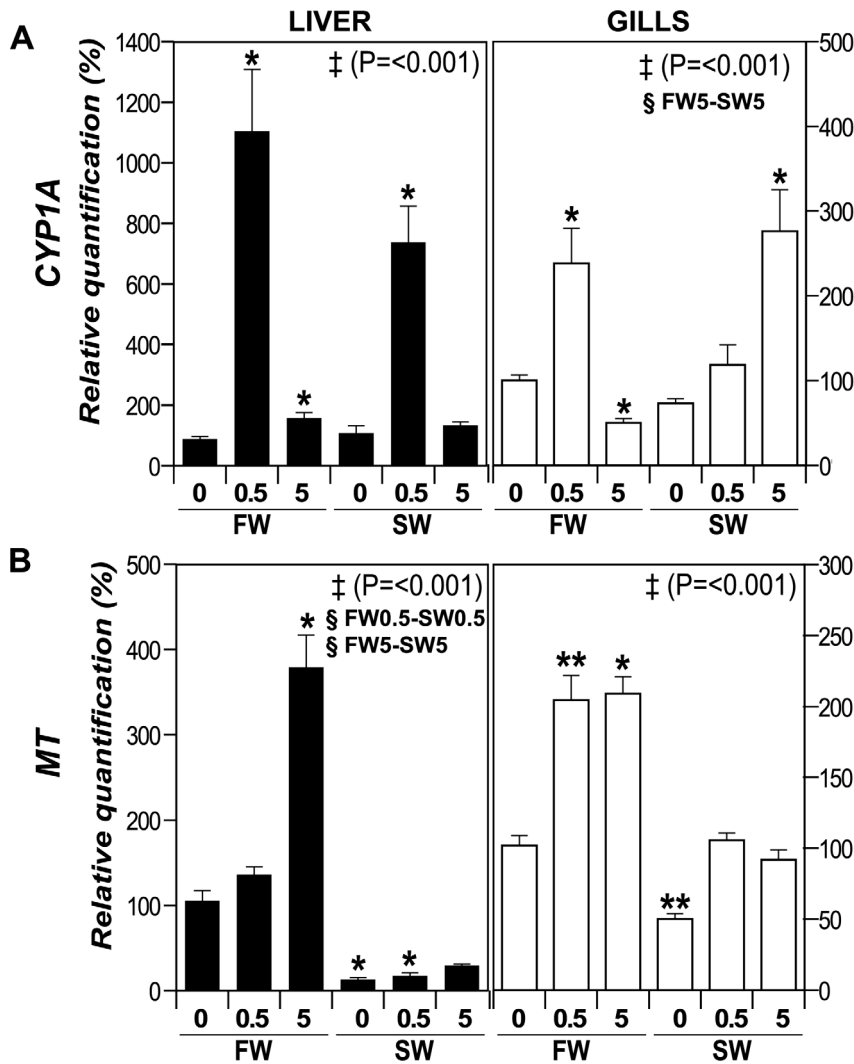 LIVER GILLS
A
CYP1A
Relative quantification (%)
1400
1200
1000
800
600
400
200
0
* * *
‡ (P=<0.001)
0 0.5 5 0 0.5 5
FW SW
‡ (P=<0.001)
§ FW5-SW5
* * *
500
400
300
200
100
0
0 0.5 5 0 0.5 5
FW SW
B
MT
Relative quantification (%)
500
400
300
200
100
0
‡ (P=<0.001)
* § FW0.5-SW0.5
§ FW5-SW5
* *
0 0.5 5 0 0.5 5
FW SW
‡ (P=<0.001)
** *
**
300
250
200
150
100
50
0
0 0.5 5 0 0.5 5
FW SW